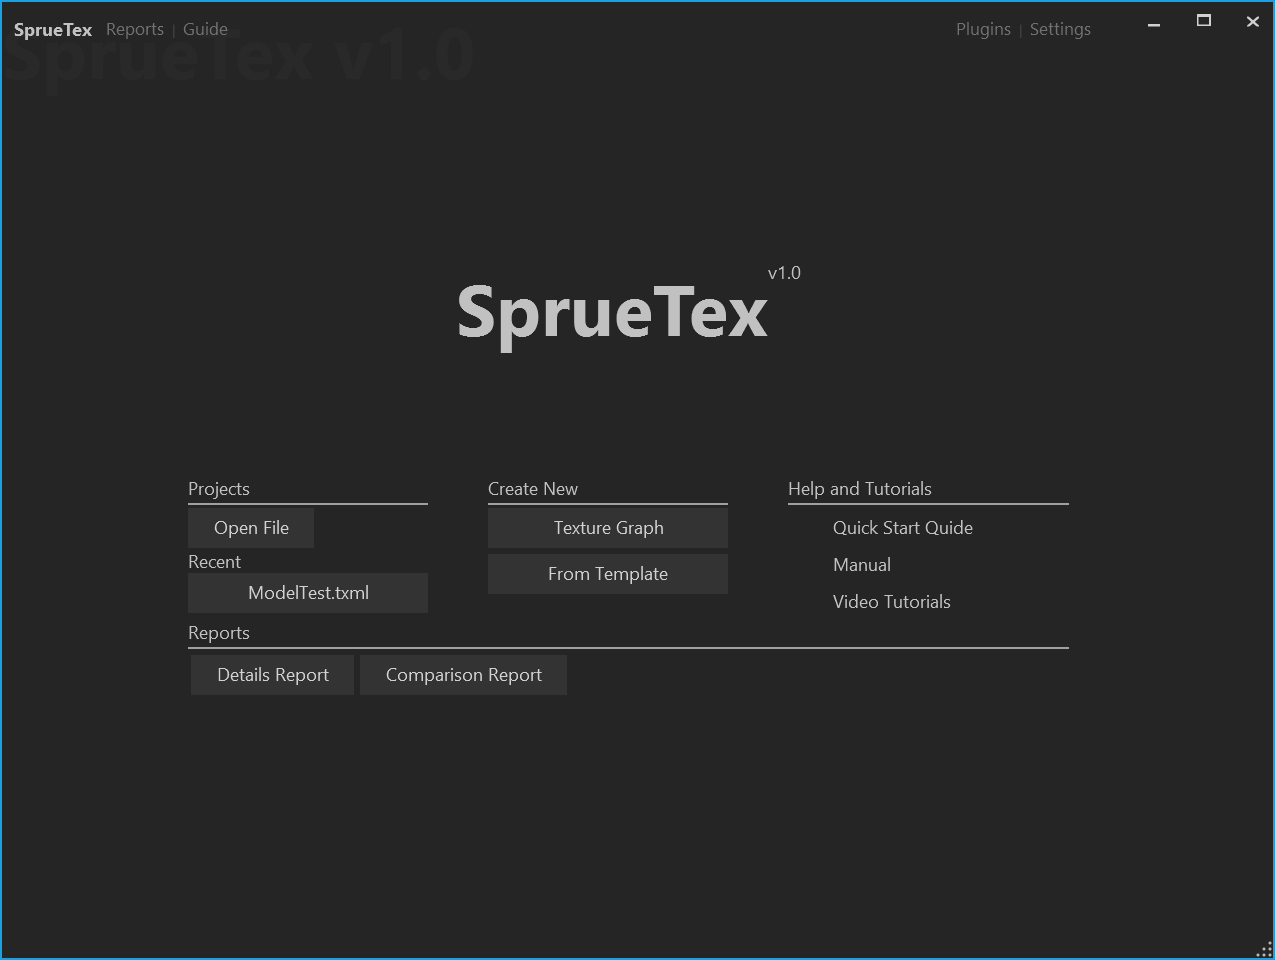 SprueTex Reports | Guide Plugins | Settings
SprueTex v1.0
v1.0
SprueTex
Projects
Open File
Recent
ModelTest.txml
Create New
Texture Graph
From Template
Help and Tutorials
Quick Start Quide
Manual
Video Tutorials
Reports
Details Report Comparison Report